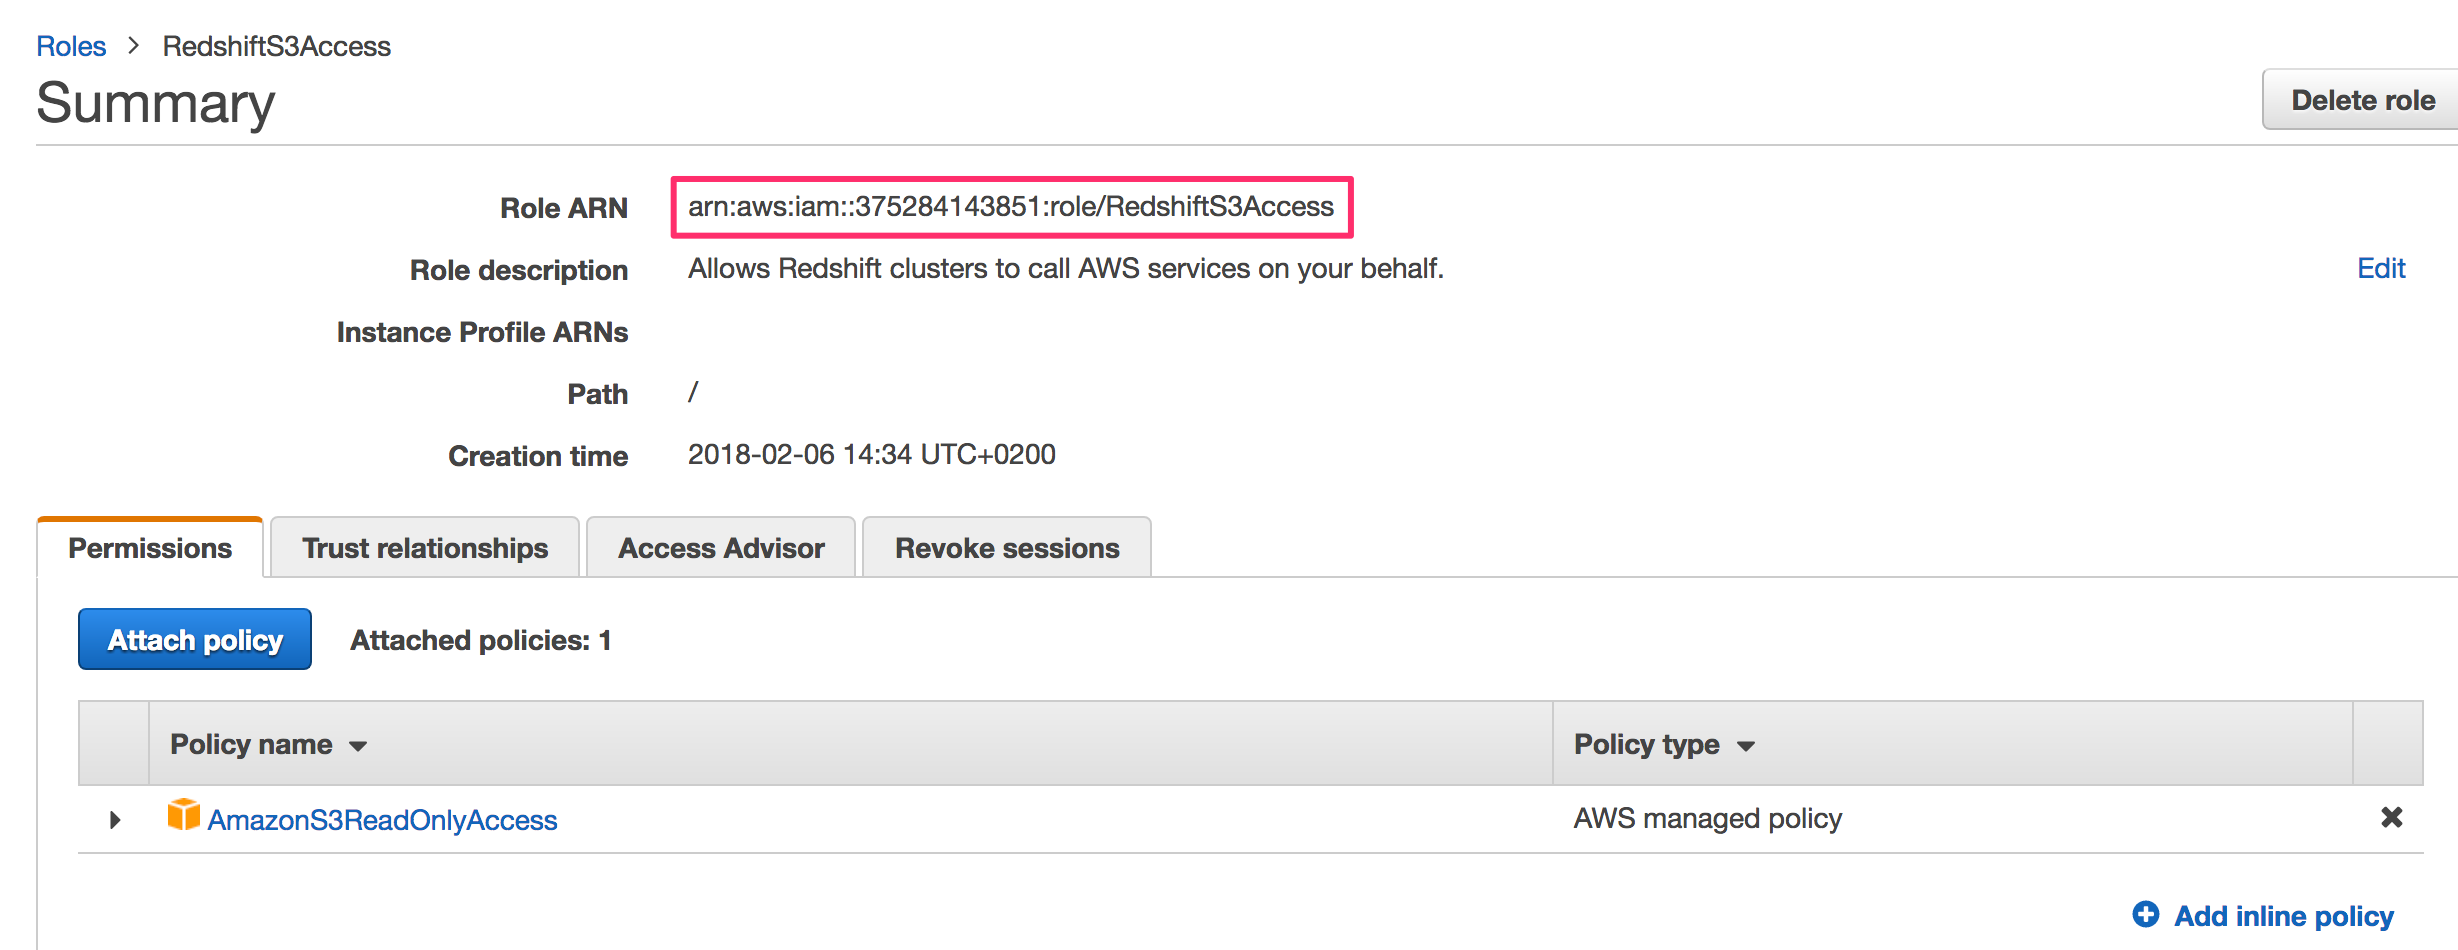 Roles > RedshiftS3Access
Summary
Delete role
Role ARN arn:aws:iam::375284143851:role/RedshiftS3Access
Role description Allows Redshift clusters to call AWS services on your behalf. Edit
Instance Profile ARNs
Path /
Creation time 2018-02-06 14:34 UTC+0200
Permissions Trust relationships Access Advisor Revoke sessions
Attach policy Attached policies: 1
Policy name Policy type
AmazonS3ReadOnlyAccess AWS managed policy
Add inline policy